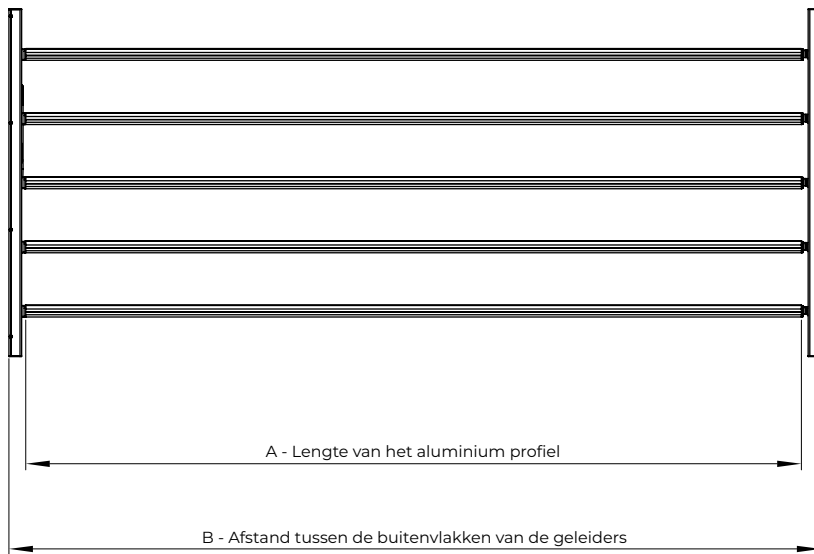 A - Lengte van het aluminium profiel
B - Afstand tussen de buitenvlakken van de geleiders